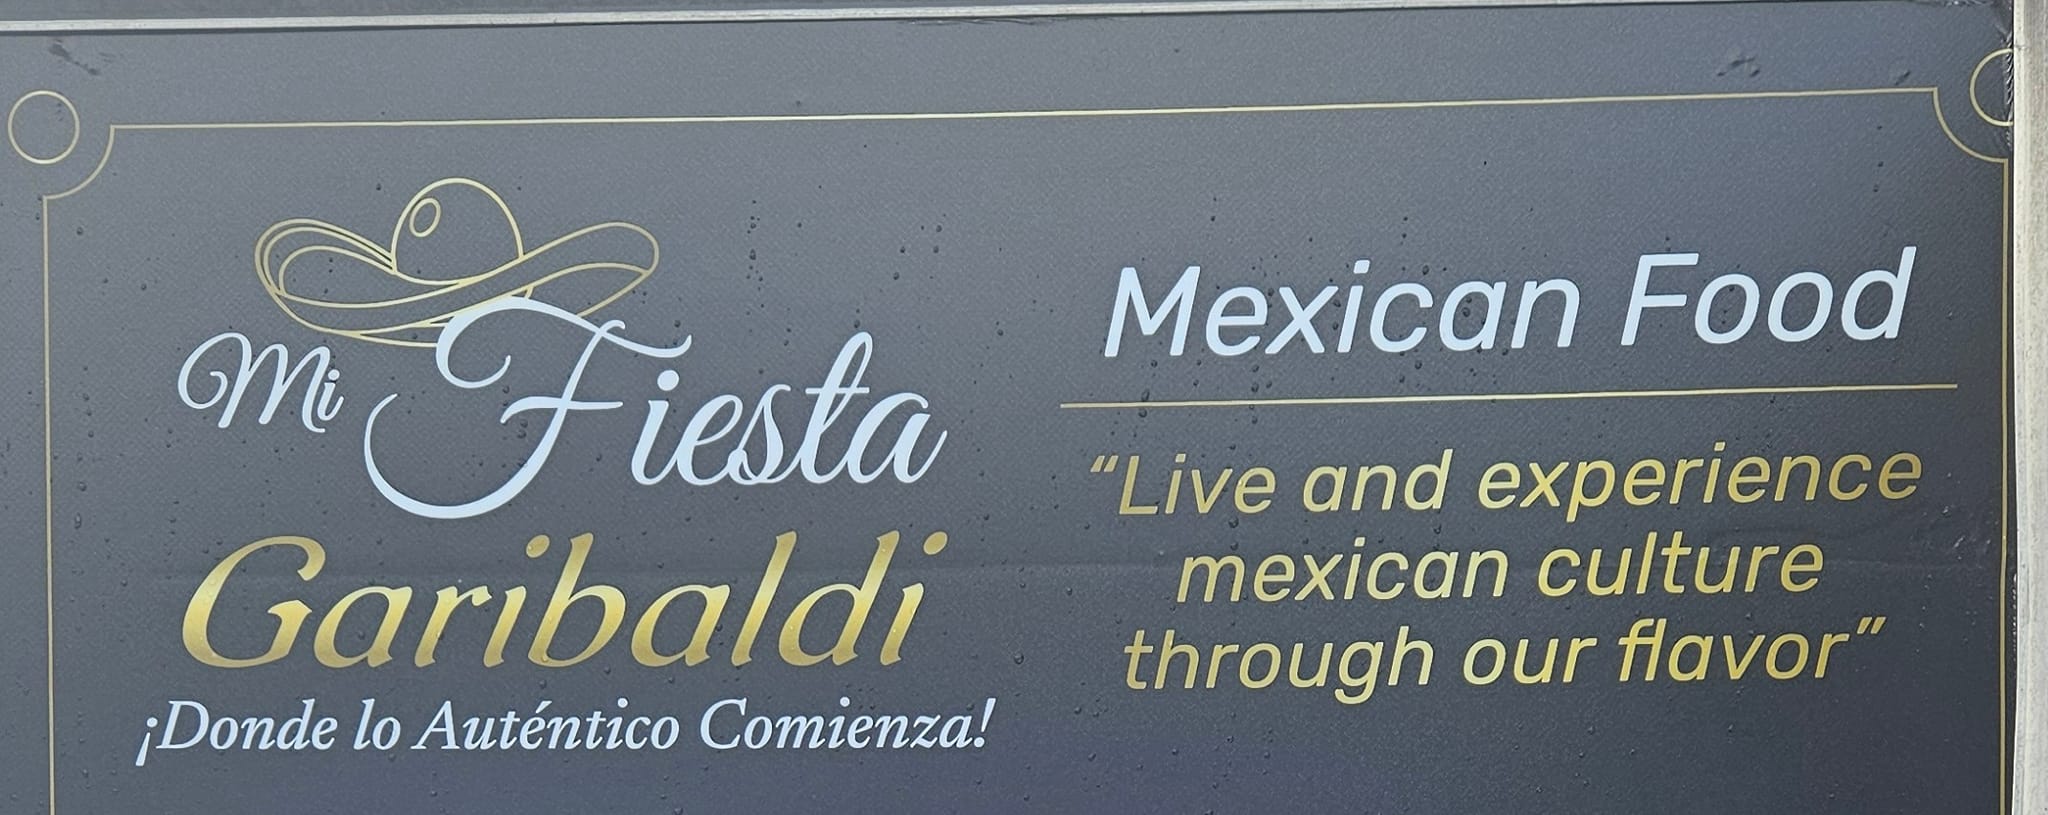 Mi Fiesta
Garibaldi
¡Donde lo Auténtico Comienza!
Mexican Food
“Live and experience
mexican culture
through our flavor”